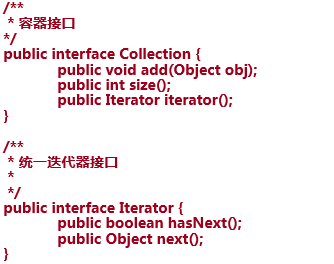 /**
 * 容器接口
*/
public interface Collection {
public void add(Object obj);
public int size();
public Iterator iterator();
}
/**
 * 统一迭代器接口
 *
 */
public interface Iterator {
public boolean hasNext();
public Object next();
}